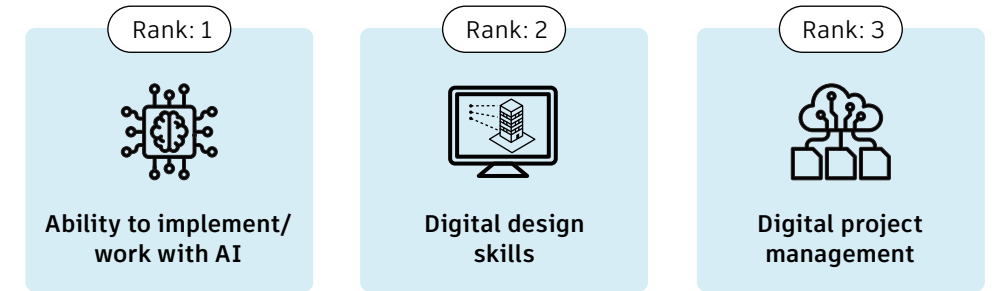 Rank: 1
Ability to implement/
work with AI
Rank: 2
Digital design
skills
Rank: 3
Digital project
management